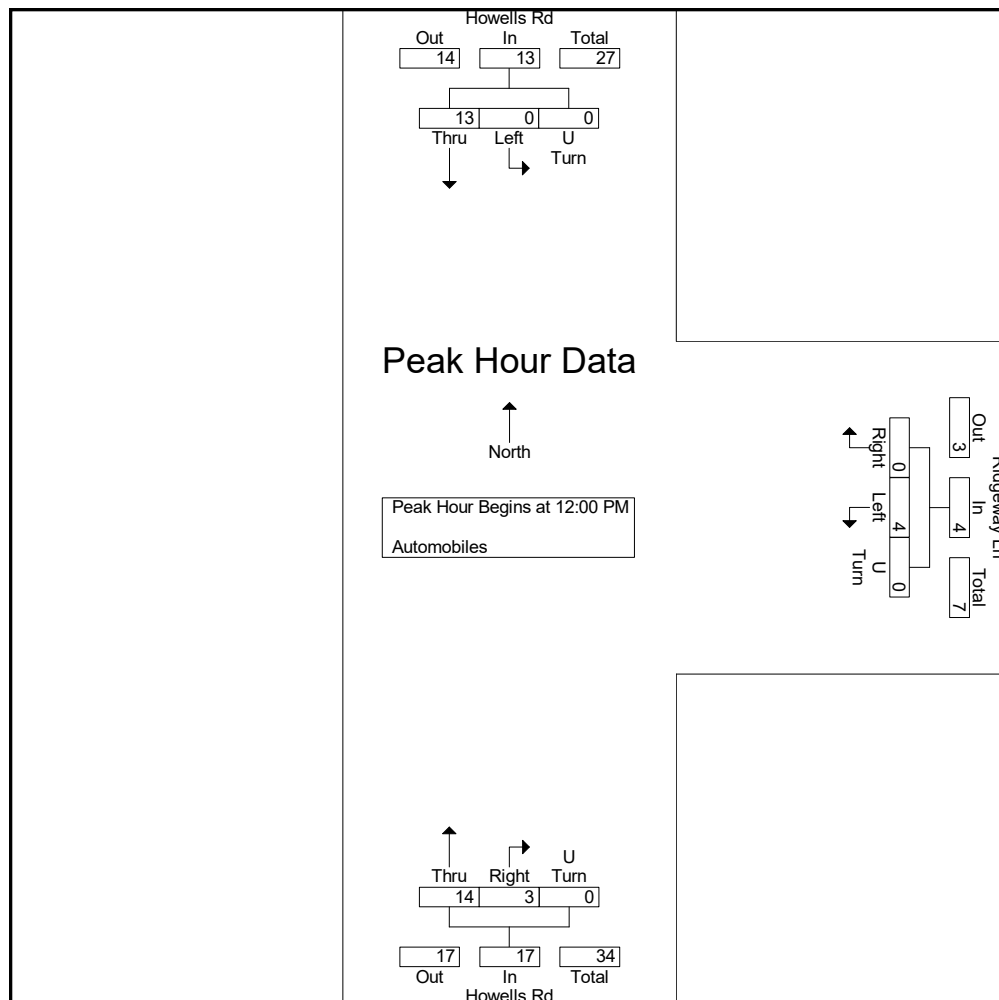 Howells Rd
Out In Total
14 13 27
13 0 0
Thru Left U
Turn
Peak Hour Data
North
Peak Hour Begins at 12:00 PM
Automobiles
Out In Total
3 4 7
0 4 0
Right Left U
Turn
U
Thru Right Turn
14 3 0
17 17 34
Out In Total
Howells Rd